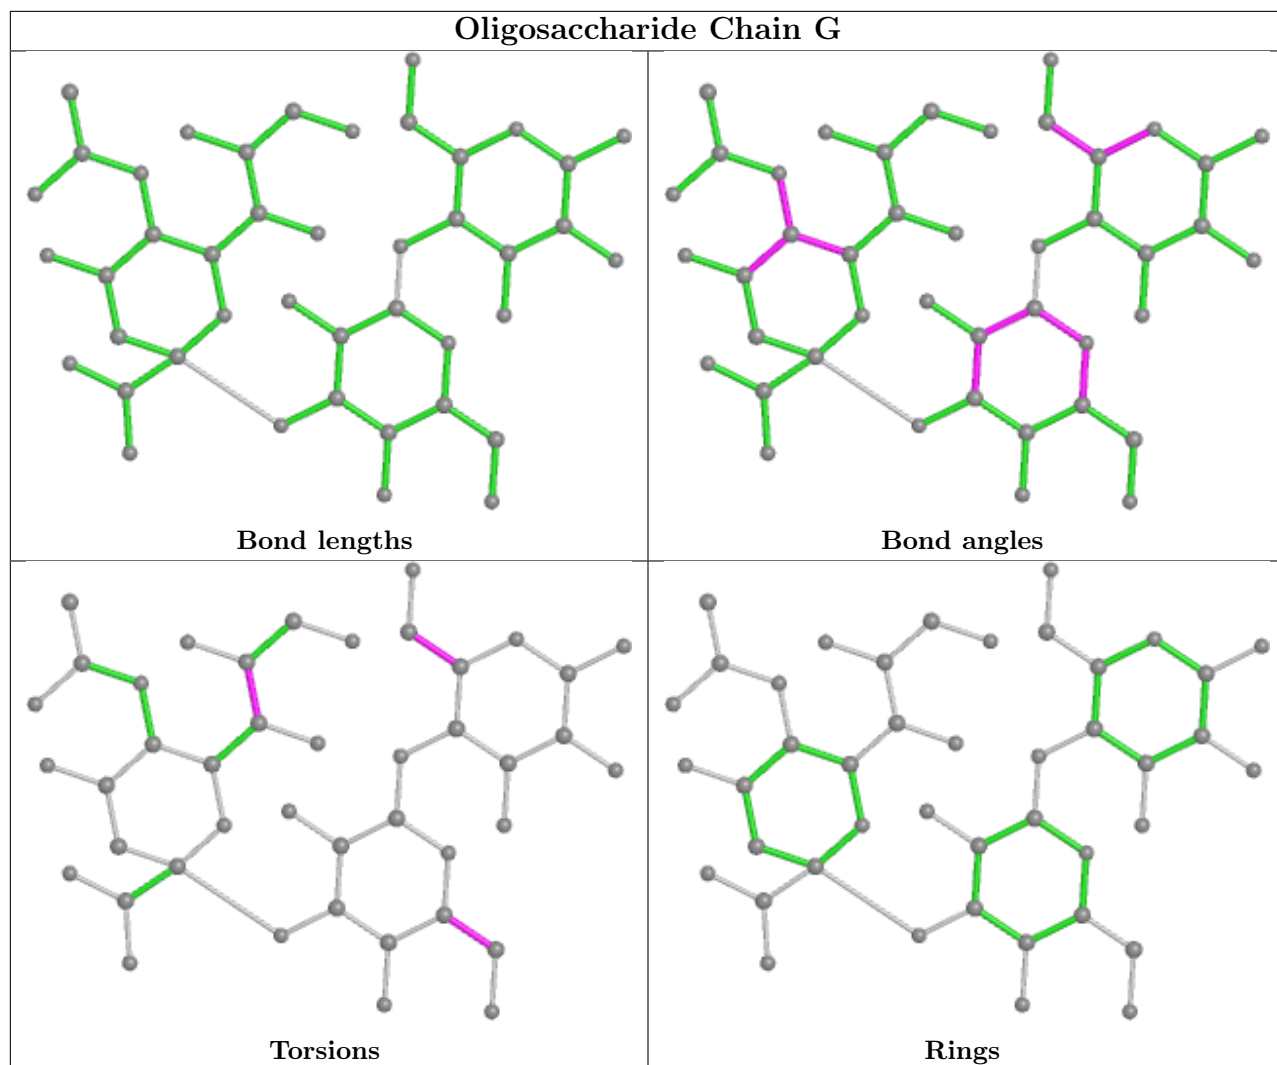 Oligosaccharide Chain G
Bond lengths
Bond angles
Torsions
Rings